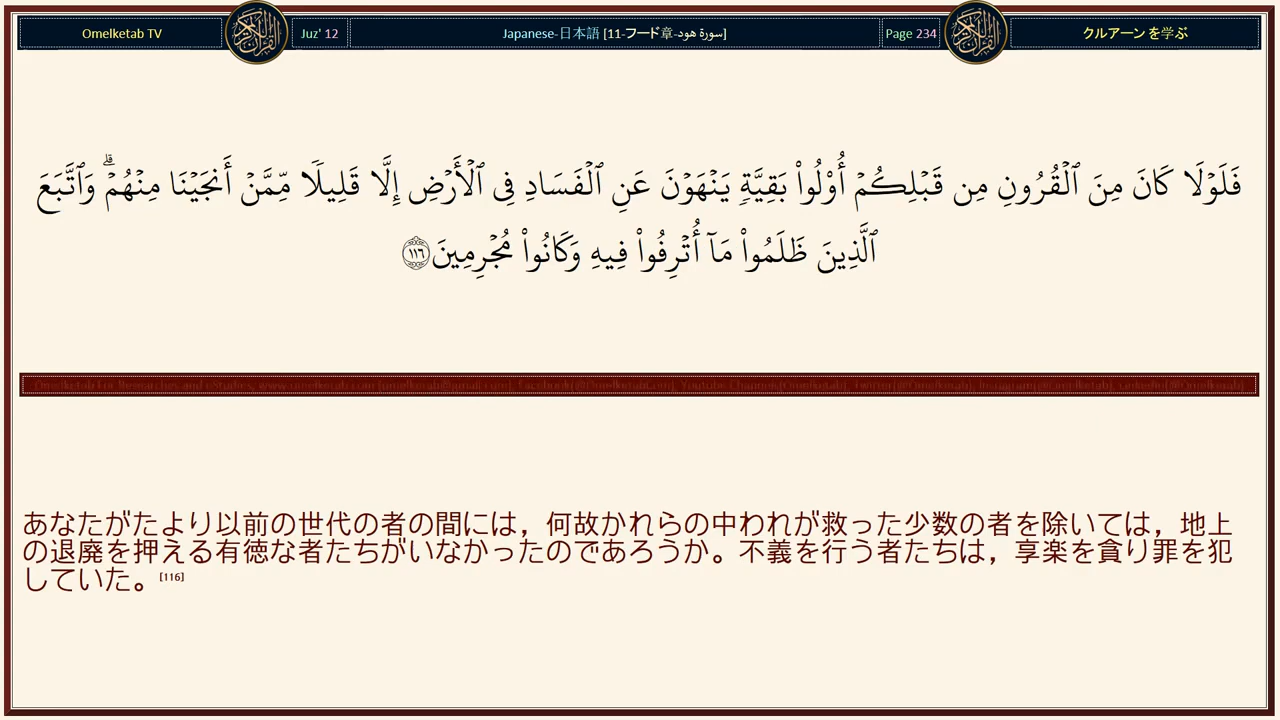 Omelketab TV
Juz' 12
Japanese-日本語 [11-フード章-سورة هود]
Page 234
クルアーン を学ぶ
فَلَوۡلَا كَانَ مِنَ ٱلۡقُرُونِ مِن قَبۡلِكُمۡ أُوْلُواْ بَقِيَّةٖ يَنۡهَوۡنَ عَنِ ٱلۡفَسَادِ فِي ٱلۡأَرۡضِ إِلَّا قَلِيلٗا مِّمَّنۡ أَنجَيۡنَا مِنۡهُمۡۗ وَٱتَّبَعَ
ٱلَّذِينَ ظَلَمُواْ مَآ أُتۡرِفُواْ فِيهِ وَكَانُواْ مُجۡرِمِينَ ١١٦
あなたがたより以前の世代の者の間には，何故かれらの中われが救った少数の者を除いては，地上
の退廃を押える有徳な者たちがいなかったのであろうか。不義を行う者たちは，享楽を貪り罪を犯
していた。[116]